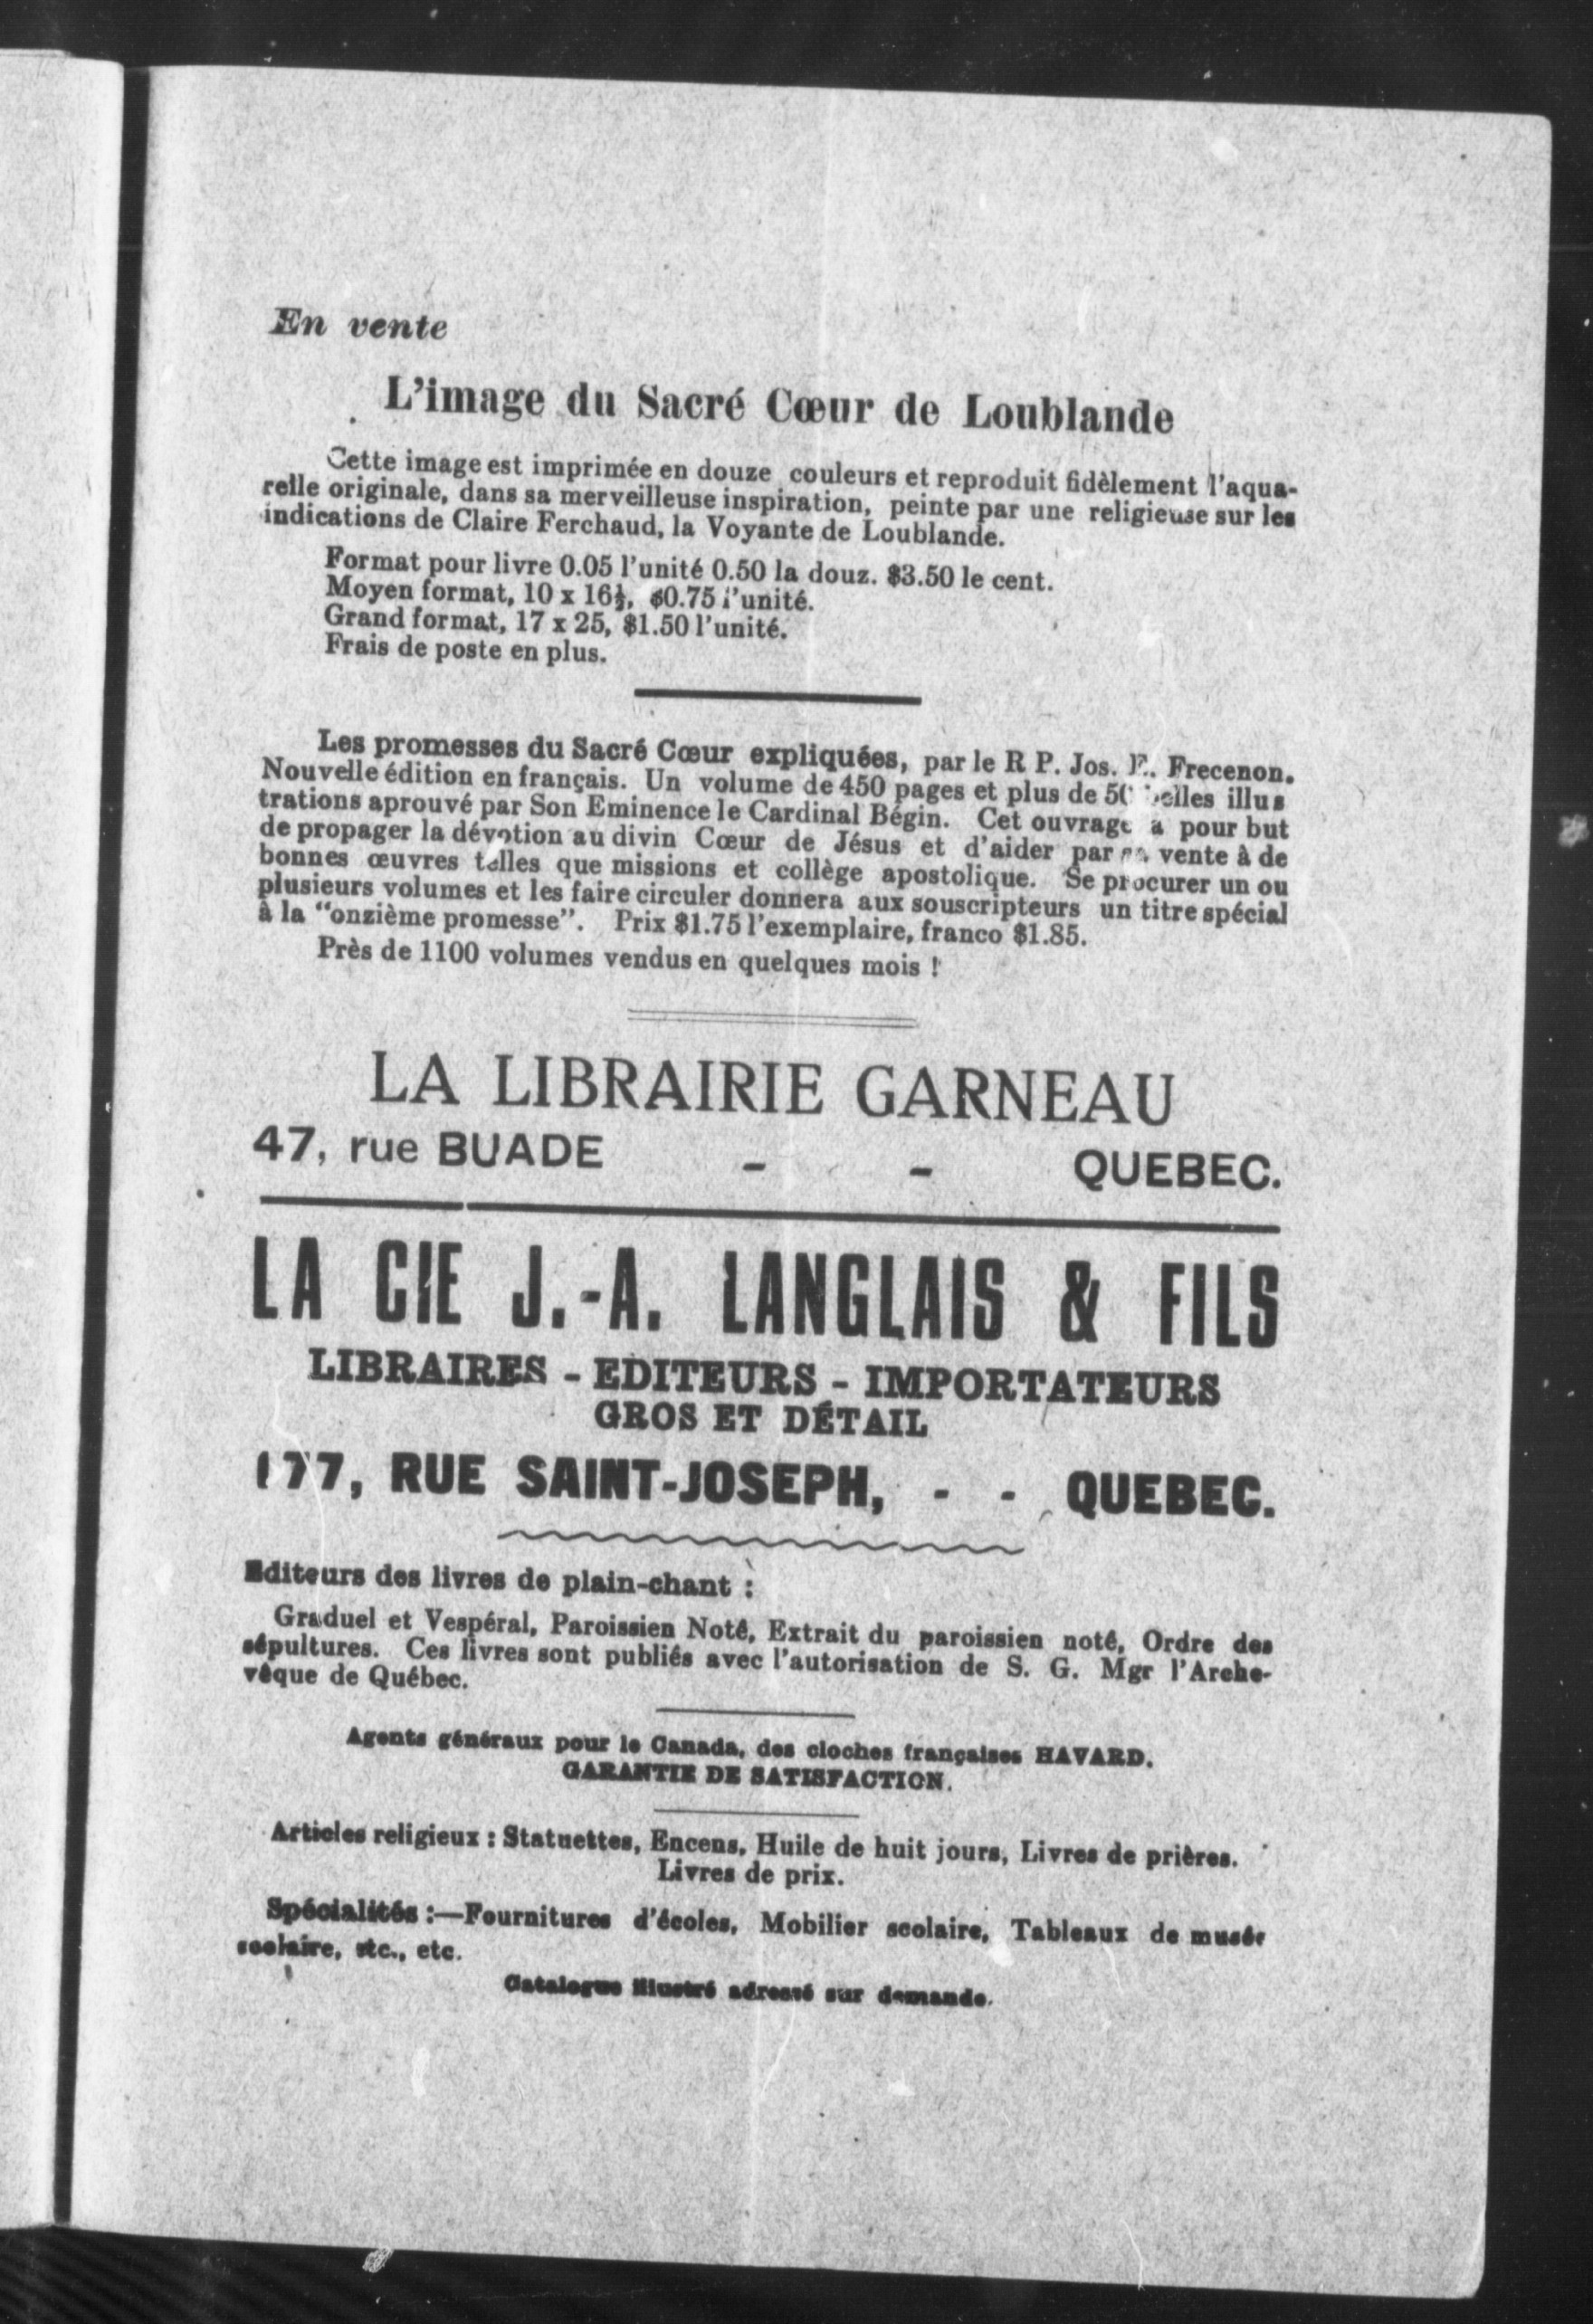 En vente
L'image du Sacré Cœur de Loublande
Cette image est imprimée en douze couleurs et reproduit fidèlement l'aqua-
relle originale, dans sa merveilleuse inspiration, peinte par une religieuse sur les
indications de Claire Ferchaud, la Voyante de Loublande.
Format pour livre 0.05 l'unité 0.50 la douz. $3.50 le cent.
Moyen format, 10 x 16½, $0.75 l'unité.
Grand format, 17 x 25, $1.50 l'unité.
Frais de poste en plus.
Les promesses du Sacré Cœur expliquées, par le R P. Jos. Frecenon.
Nouvelle édition en français. Un volume de 450 pages et plus de 50 belles illus
trations aprouvé par Son Eminence le Cardinal Bégin. Cet ouvrage a pour but
de propager la dévotion au divin Cœur de Jésus et d'aider par sa vente à de
bonnes œuvres telles que missions et collège apostolique. Se procurer un ou
plusieurs volumes et les faire circuler donnera aux souscripteurs un titre spécial
à la "onzième promesse". Prix $1.75 l'exemplaire, franco $1.85.
Près de 1100 volumes vendus en quelques mois !
LA LIBRAIRIE GARNEAU
47, rue BUADE - - QUEBEC.
LA CIE J.-A. LANGLAIS & FILS
LIBRAIRES - EDITEURS - IMPORTATEURS
GROS ET DÉTAIL
177, RUE SAINT-JOSEPH, - - QUEBEC.
Editeurs des livres de plain-chant :
Graduel et Vespéral, Paroissien Noté, Extrait du paroissien noté, Ordre des
sépultures. Ces livres sont publiés avec l'autorisation de S. G. Mgr l'Arche-
vêque de Québec.
Agents généraux pour le Canada, des cloches françaises HAVARD.
GARANTIE DE SATISFACTION.
Articles religieux : Statuettes, Encens, Huile de huit jours, Livres de prières.
Livres de prix.
Spécialités :—Fournitures d'écoles, Mobilier scolaire, Tableaux de musée
scolaire, etc., etc.
Catalogue illustré adressé sur demande.